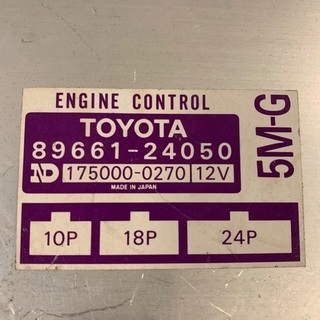 ENGINE CONTROL
TOYOTA
89661-24050
ND 175000-0270 12V
MADE IN JAPAN
5M-G
10P 18P 24P